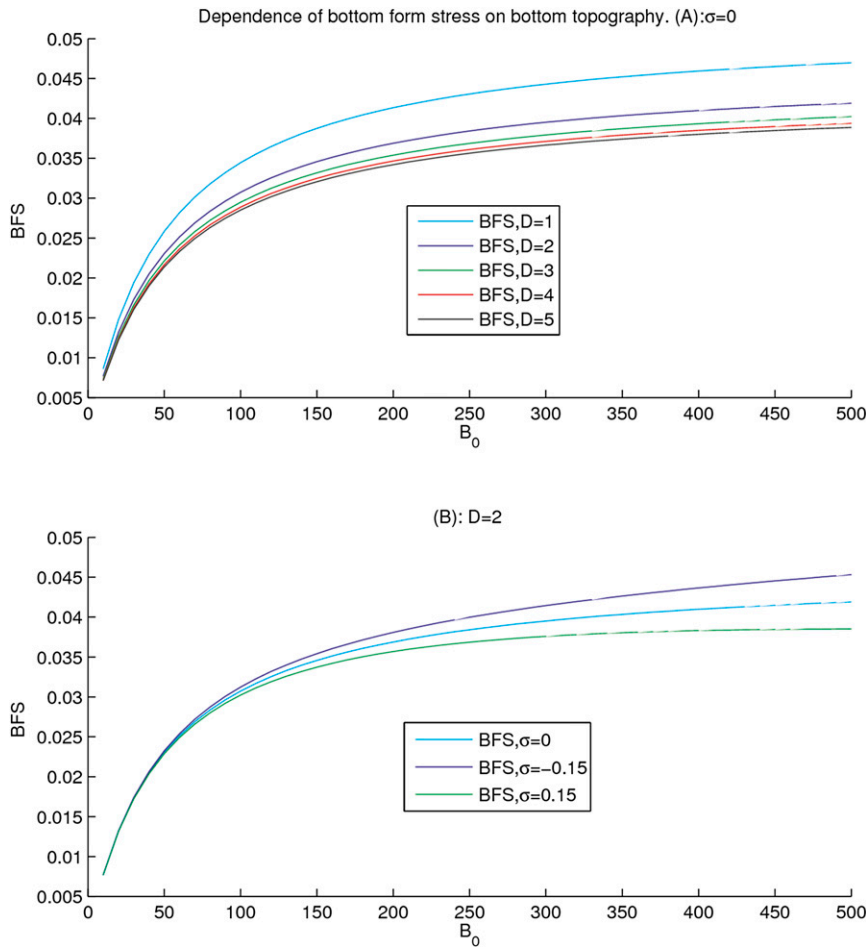 Dependence of bottom form stress on bottom topography. (A):σ=0
0.05
0.045
0.04
0.035
0.03
0.025
0.02
0.015
0.01
0.005
BFS
BFS,D=1
BFS,D=2
BFS,D=3
BFS,D=4
BFS,D=5
0 50 100 150 200 250 300 350 400 450 500
B₀
(B): D=2
0.05
0.045
0.04
0.035
0.03
0.025
0.02
0.015
0.01
0.005
BFS
BFS,σ=0
BFS,σ=−0.15
BFS,σ=0.15
0 50 100 150 200 250 300 350 400 450 500
B₀